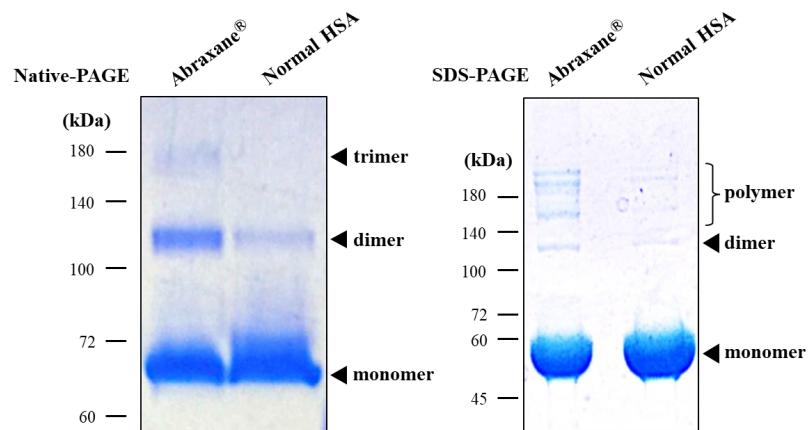 Native-PAGE
Abraxane®
Normal HSA
(kDa)
180
140
100
72
60
trimer
dimer
monomer
SDS-PAGE
Abraxane®
Normal HSA
(kDa)
180
140
100
72
60
45
polymer
dimer
monomer